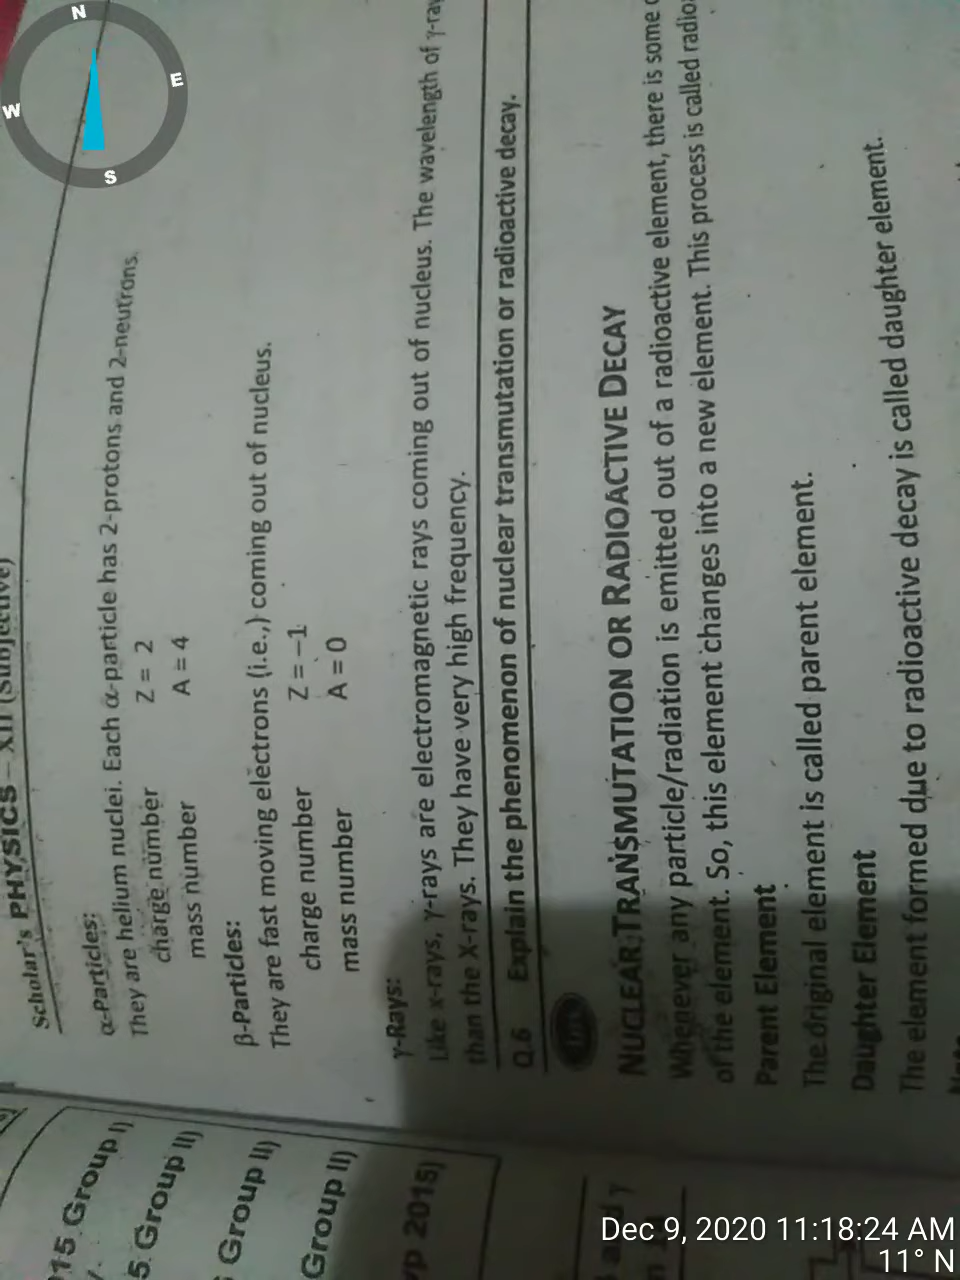 Scholar's PHYSICS – XII (Subjective)
α-Particles:
They are helium nuclei. Each α-particle has 2-protons and 2-neutrons.
charge number Z = 2
mass number A = 4
β-Particles:
They are fast moving electrons (i.e.,) coming out of nucleus.
charge number Z = −1
mass number A = 0
γ-Rays:
Like x-rays, γ-rays are electromagnetic rays coming out of nucleus. The wavelength of γ-ray
than the X-rays. They have very high frequency.
Q.6 Explain the phenomenon of nuclear transmutation or radioactive decay.
NUCLEAR TRANSMUTATION OR RADIOACTIVE DECAY
Whenever any particle/radiation is emitted out of a radioactive element, there is some
of the element. So, this element changes into a new element. This process is called
Parent Element
The original element is called parent element.
Daughter Element
The element formed due to radioactive decay is called daughter element.
15 Group I)
5 Group II)
Group II)
Group II)
2015)
and γ
N
E
W
S
Dec 9, 2020 11:18:24 AM
11° N